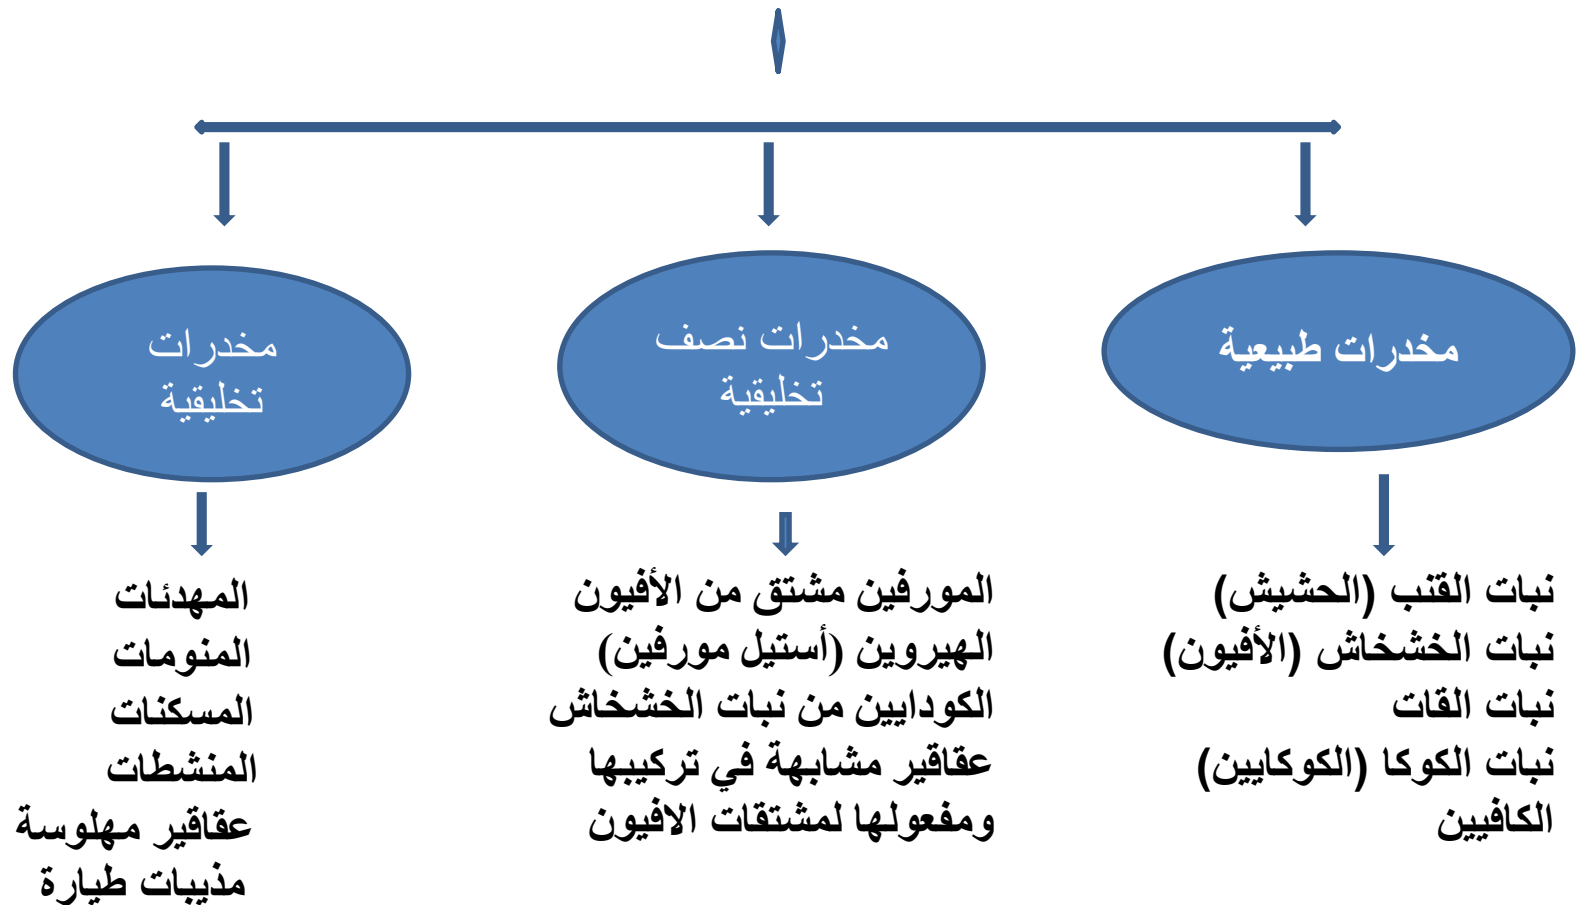 مخدرات طبيعية
نبات القنب (الحشيش)
نبات الخشخاش (الأفيون)
نبات القات
نبات الكوكا (الكوكايين)
الكافيين
مخدرات نصف
تخليقية
المورفين مشتق من الأفيون
الهيروين (أستيل مورفين)
الكودايين من نبات الخشخاش
عقاقير مشابهة في تركيبها
ومفعولها لمشتقات الافيون
مخدرات
تخليقية
المهدئات
المنومات
المسكنات
المنشطات
عقاقير مهلوسة
مذيبات طيارة